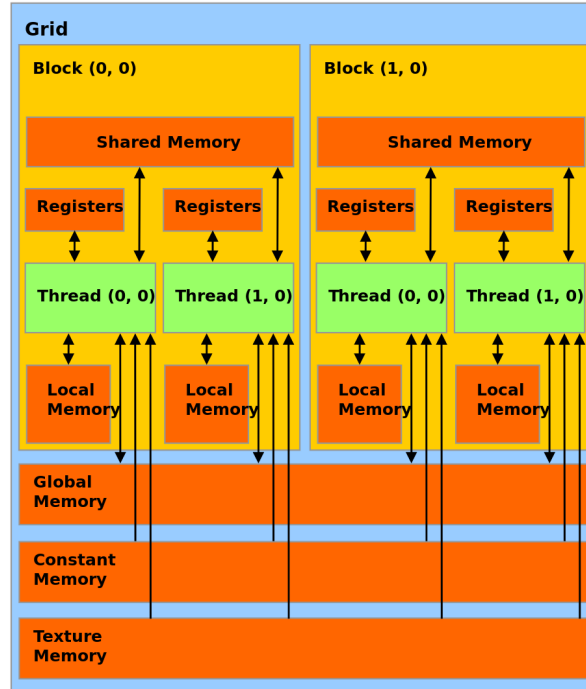 Grid
Block (0, 0)
Block (1, 0)
Shared Memory
Shared Memory
Registers
Registers
Registers
Registers
Thread (0, 0)
Thread (1, 0)
Thread (0, 0)
Thread (1, 0)
Local
Memory
Local
Memory
Local
Memory
Local
Memory
Global
Memory
Constant
Memory
Texture
Memory